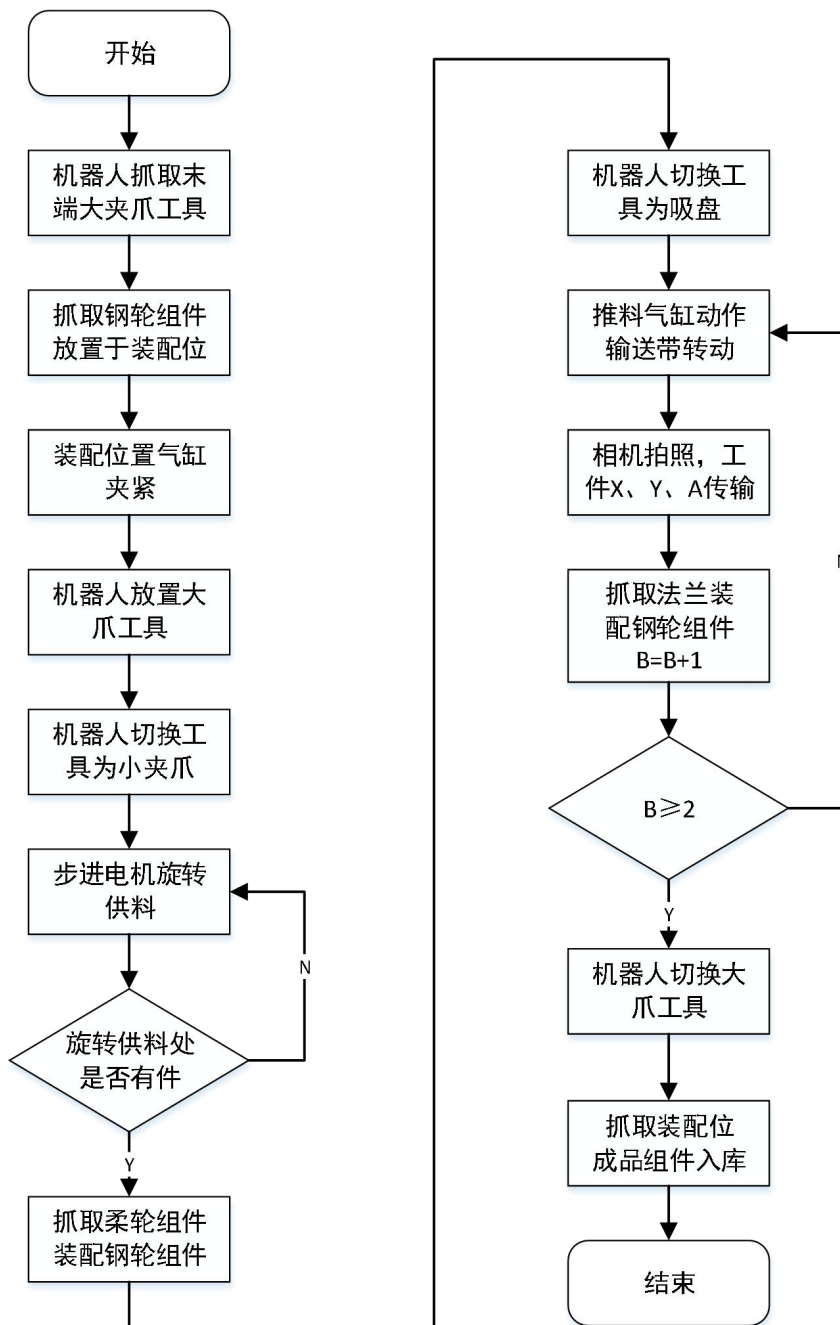 开始
机器人抓取末
端大夹爪工具
抓取钢轮组件
放置于装配位
装配位置气缸
夹紧
机器人放置大
爪工具
机器人切换工
具为小夹爪
步进电机旋转
供料
N
旋转供料处
是否有件
Y
抓取柔轮组件
装配钢轮组件
机器人切换工
具为吸盘
推料气缸动作
输送带转动
相机拍照，工
件X、Y、A传输
抓取法兰装
配钢轮组件
B=B+1
B≥2
Y
机器人切换大
爪工具
抓取装配位
成品组件入库
结束